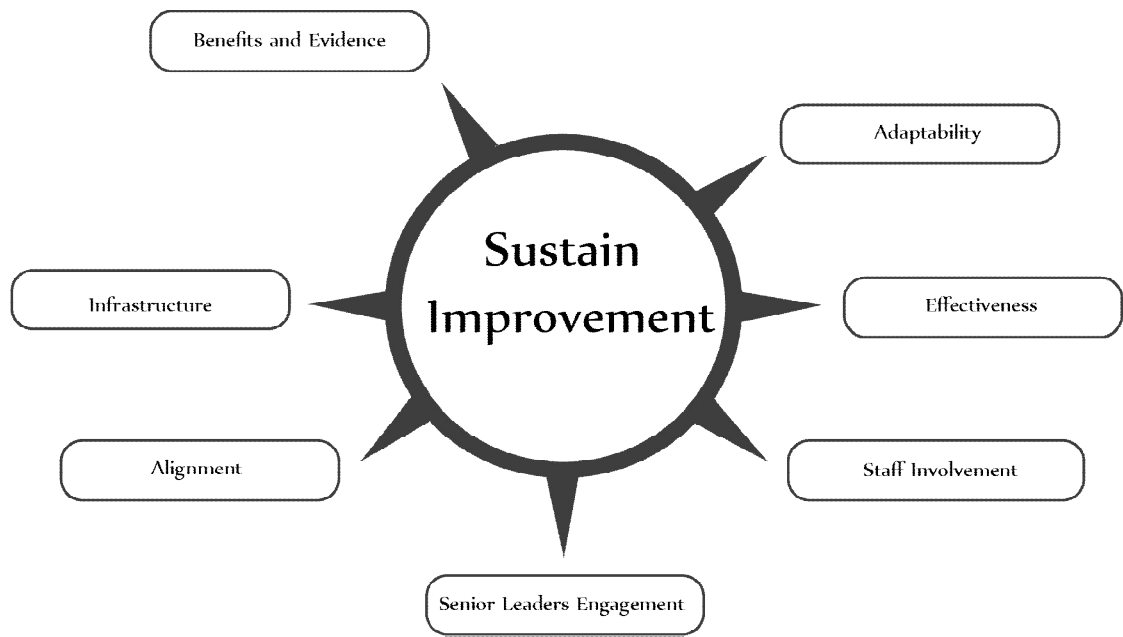 Benefits and Evidence
Adaptability
Sustain
Improvement
Infrastructure
Effectiveness
Alignment
Staff Involvement
Senior Leaders Engagement